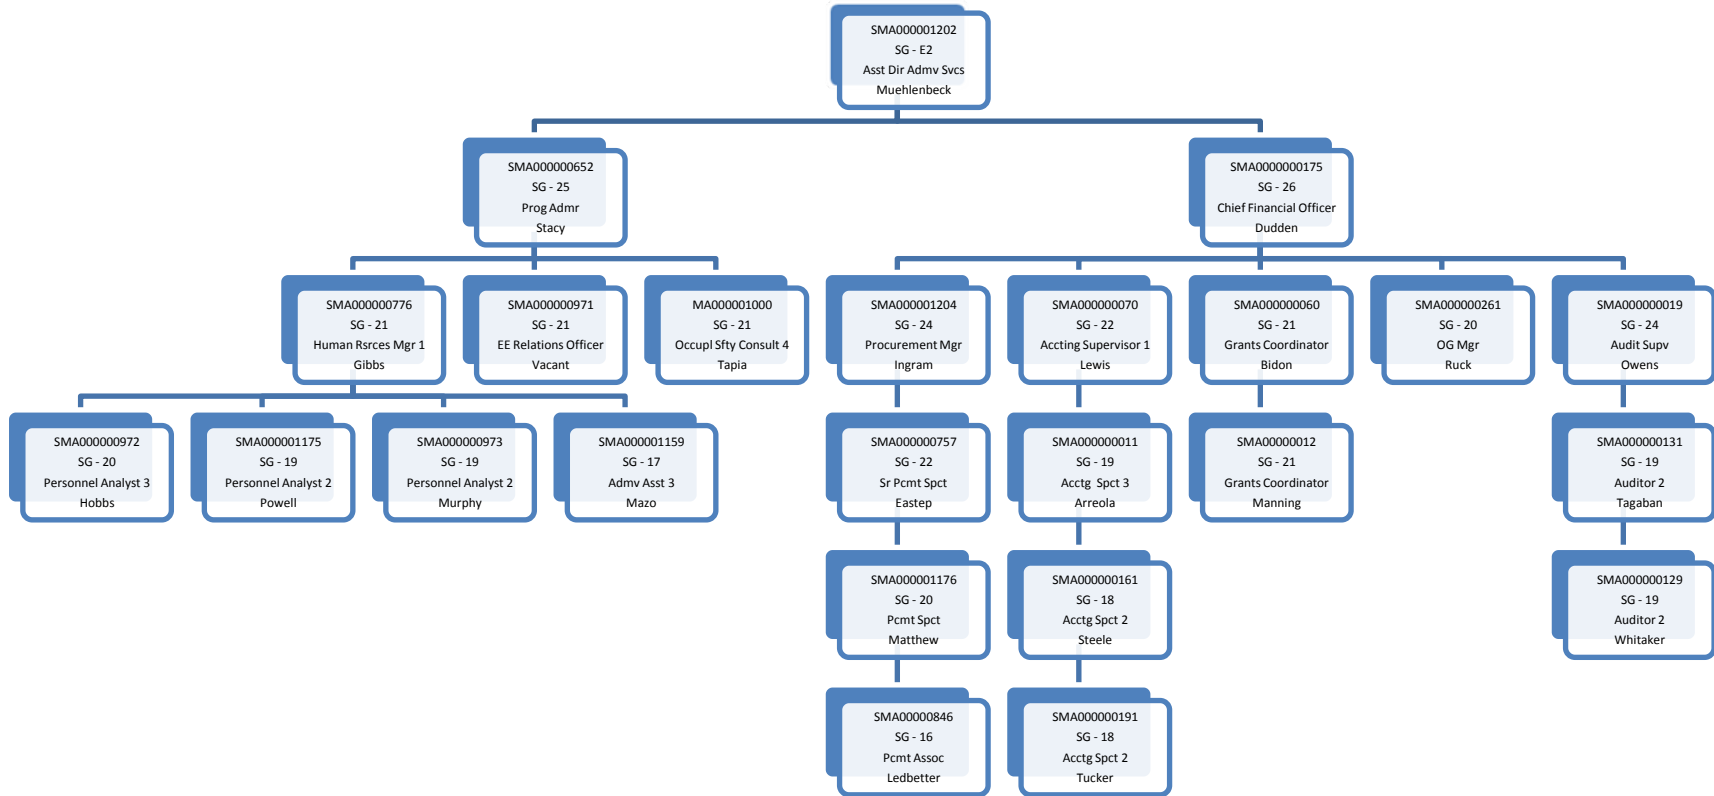 SMA000001202
SG - E2
Asst Dir Admv Svcs
Muehlenbeck
SMA000000652
SG - 25
Prog Admr
Stacy
SMA0000000175
SG - 26
Chief Financial Officer
Dudden
SMA000000776
SG - 21
Human Rsrces Mgr 1
Gibbs
SMA000000971
SG - 21
EE Relations Officer
Vacant
MA000001000
SG - 21
Occupl Sfty Consult 4
Tapia
SMA000001204
SG - 24
Procurement Mgr
Ingram
SMA000000070
SG - 22
Accting Supervisor 1
Lewis
SMA000000060
SG - 21
Grants Coordinator
Bidon
SMA000000261
SG - 20
OG Mgr
Ruck
SMA000000019
SG - 24
Audit Supv
Owens
SMA000000972
SG - 20
Personnel Analyst 3
Hobbs
SMA000001175
SG - 19
Personnel Analyst 2
Powell
SMA000000973
SG - 19
Personnel Analyst 2
Murphy
SMA000001159
SG - 17
Admv Asst 3
Mazo
SMA000000757
SG - 22
Sr Pcmt Spct
Eastep
SMA000000011
SG - 19
Acctg  Spct 3
Arreola
SMA00000012
SG - 21
Grants Coordinator
Manning
SMA000000131
SG - 19
Auditor 2
Tagaban
SMA000001176
SG - 20
Pcmt Spct
Matthew
SMA000000161
SG - 18
Acctg Spct 2
Steele
SMA000000129
SG - 19
Auditor 2
Whitaker
SMA00000846
SG - 16
Pcmt Assoc
Ledbetter
SMA000000191
SG - 18
Acctg Spct 2
Tucker